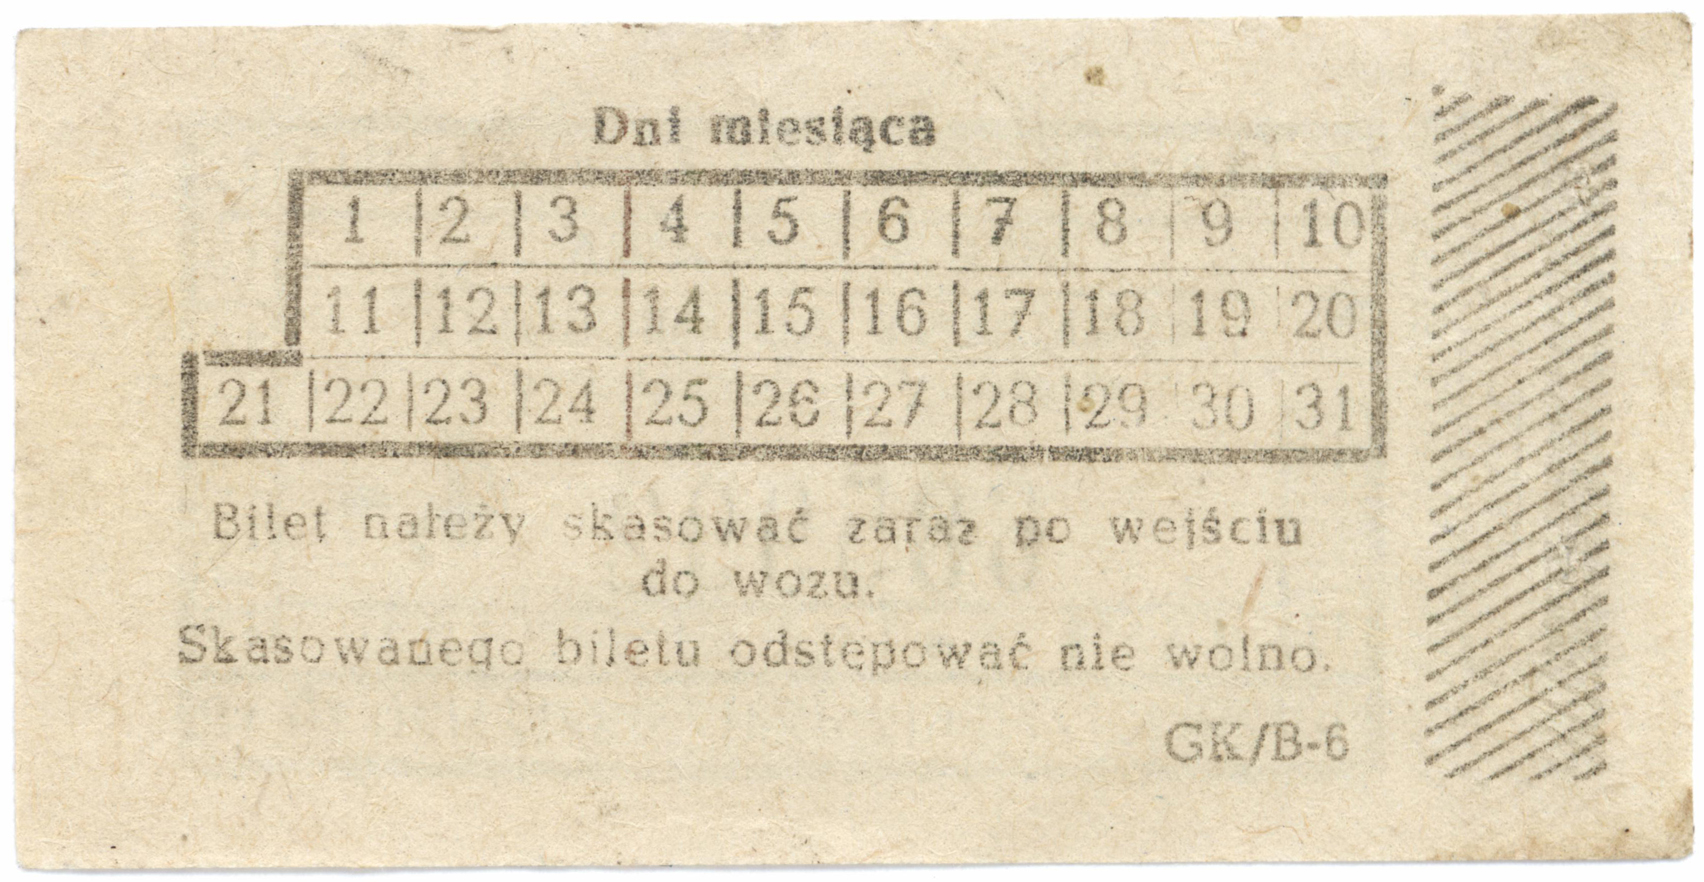 Dni miesiąca
1 2 3 4 5 6 7 8 9 10
11 12 13 14 15 16 17 18 19 20
21 22 23 24 25 26 27 28 29 30 31
Bilet należy skasować zaraz po wejściu
do wozu.
Skasowanego biletu odstępować nie wolno.
GK/B-6